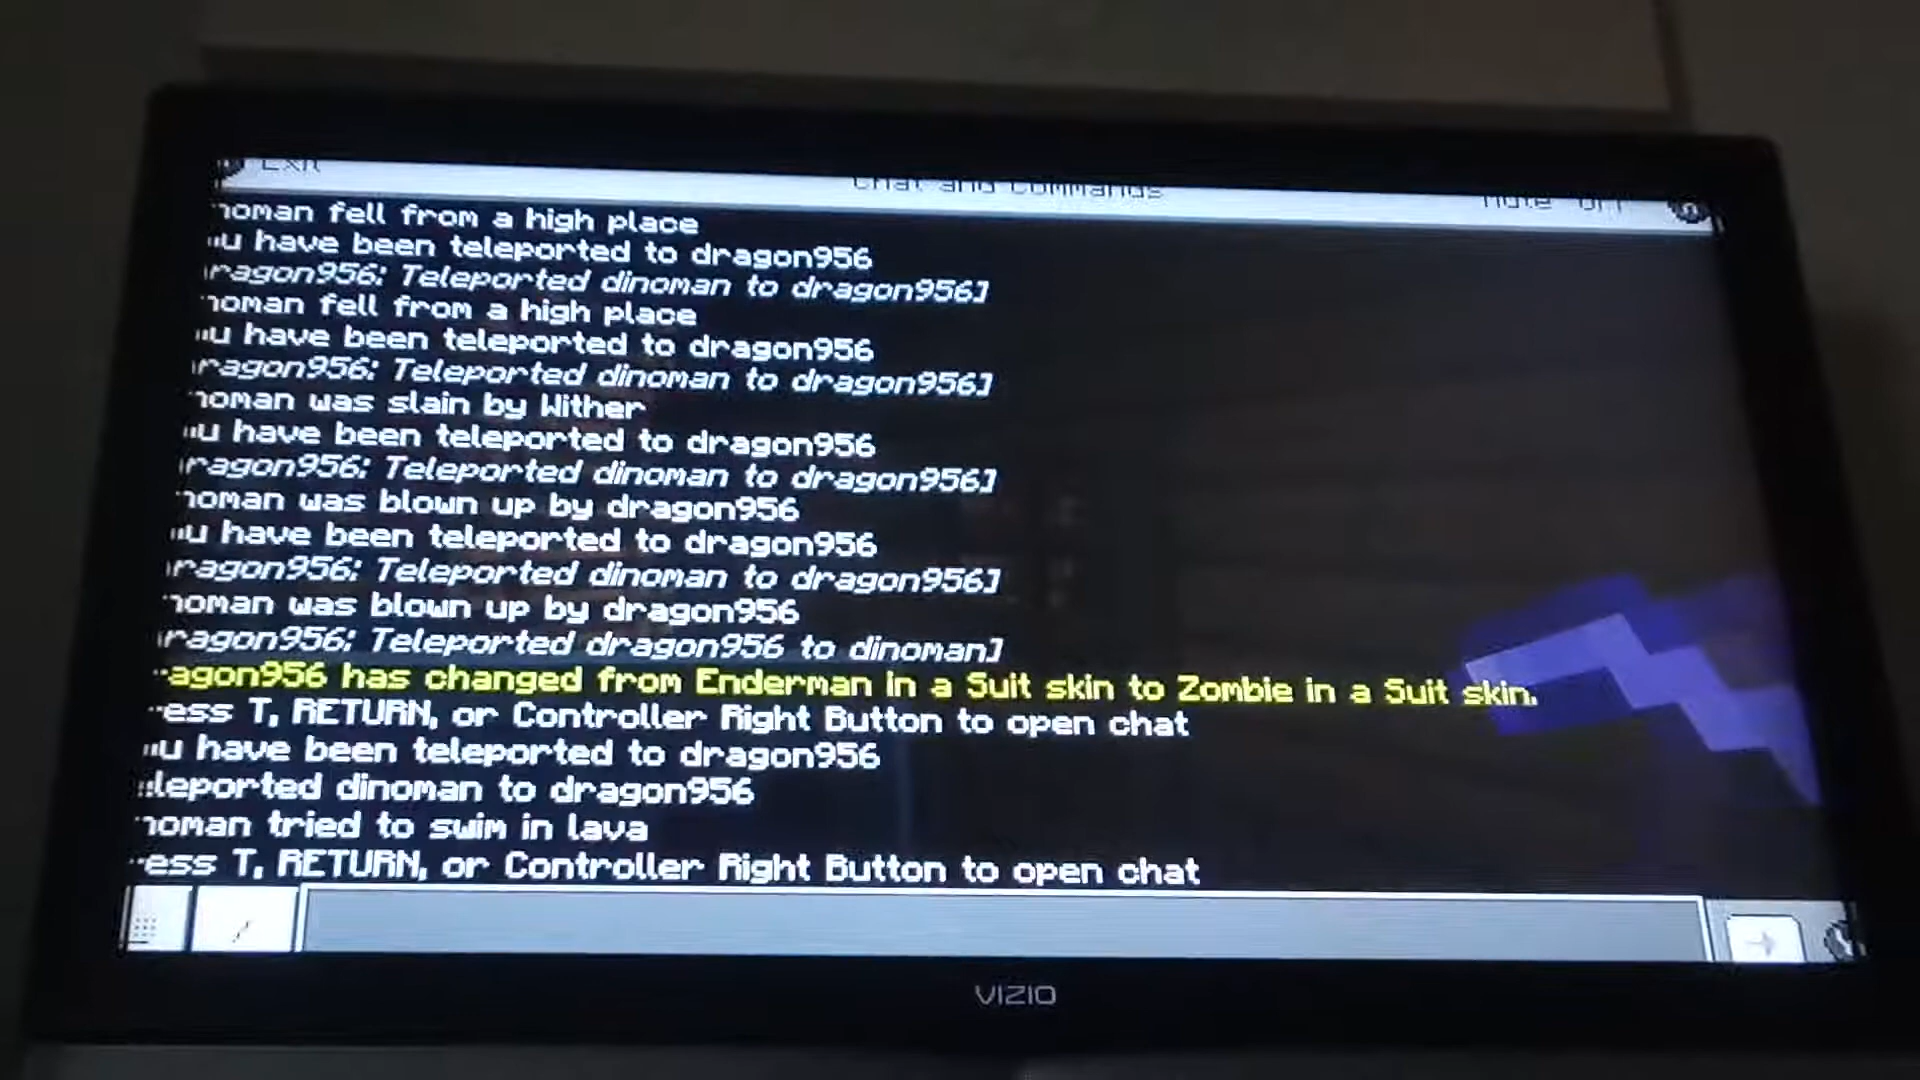 Exit
Chat and Commands
Mute Off
noman fell from a high place
u have been teleported to dragon956
ragon956: Teleported dinoman to dragon956]
noman fell from a high place
u have been teleported to dragon956
ragon956: Teleported dinoman to dragon956]
noman was slain by Wither
u have been teleported to dragon956
ragon956: Teleported dinoman to dragon956]
noman was blown up by dragon956
u have been teleported to dragon956
ragon956: Teleported dinoman to dragon956]
noman was blown up by dragon956
ragon956: Teleported dragon956 to dinoman]
agon956 has changed from Enderman in a Suit skin to Zombie in a Suit skin.
ess T, RETURN, or Controller Right Button to open chat
u have been teleported to dragon956
leported dinoman to dragon956
noman tried to swim in lava
ess T, RETURN, or Controller Right Button to open chat
/
VIZIO